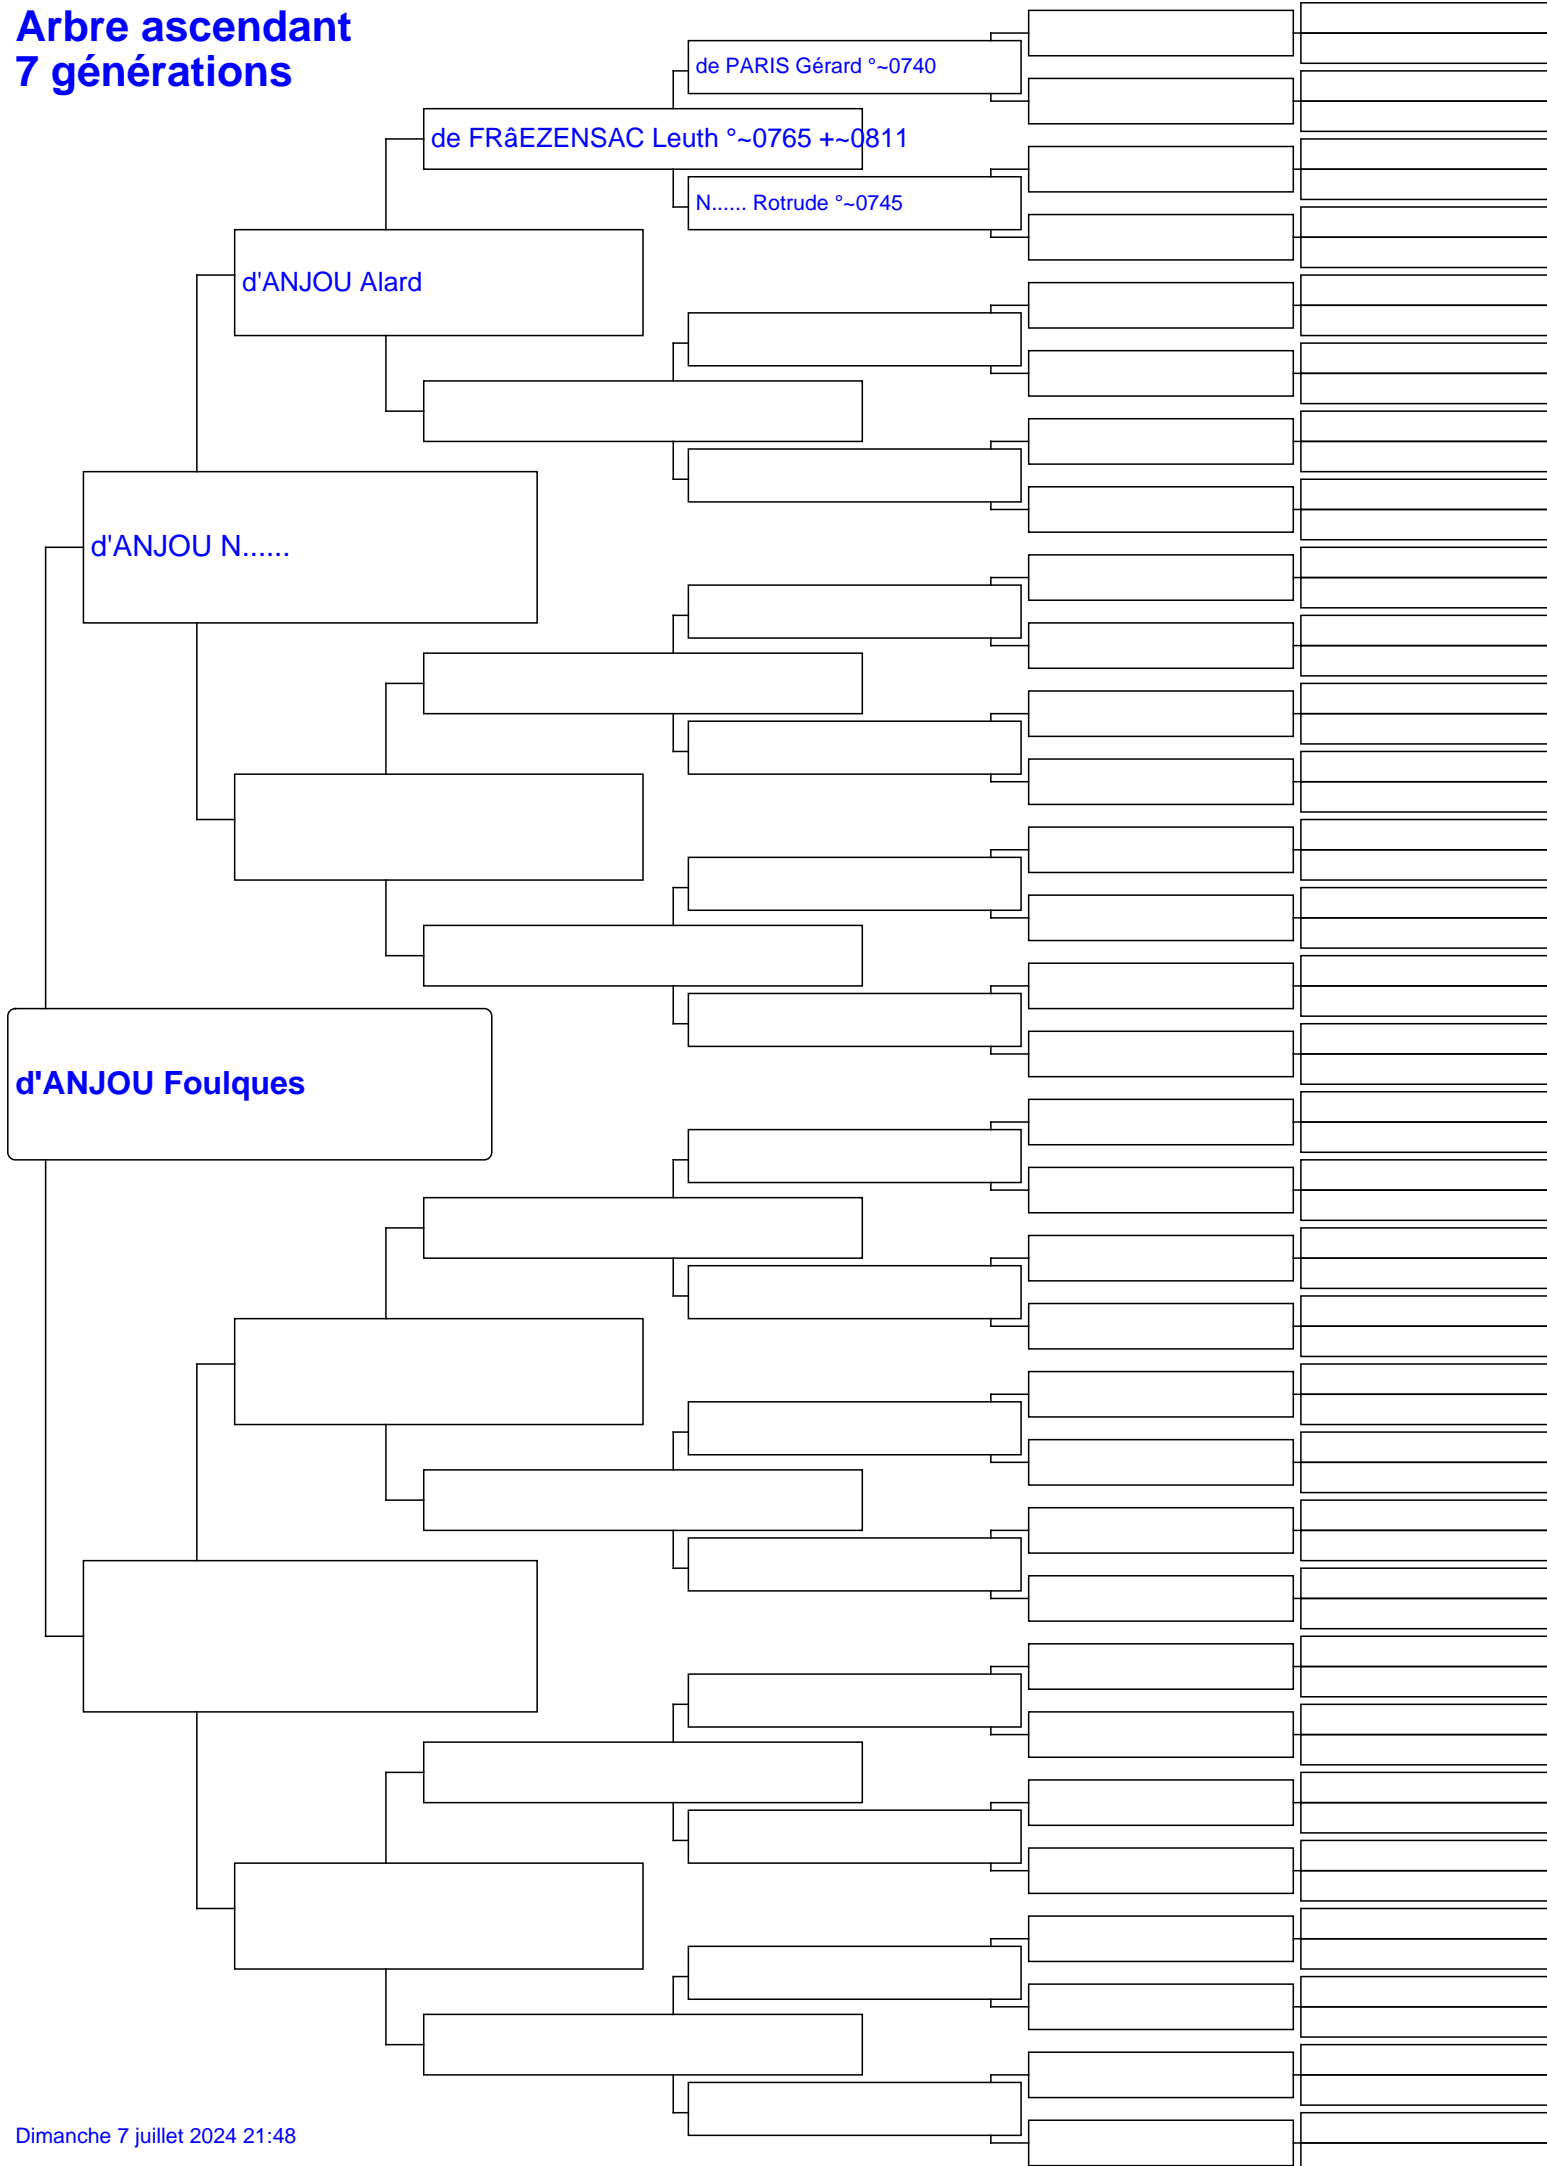 Arbre ascendant
7 générations
de PARIS Gérard °~0740
de FRâEZENSAC Leuth °~0765 +~0811
N...... Rotrude °~0745
d'ANJOU Alard
d'ANJOU N......
d'ANJOU Foulques
Dimanche 7 juillet 2024 21:48